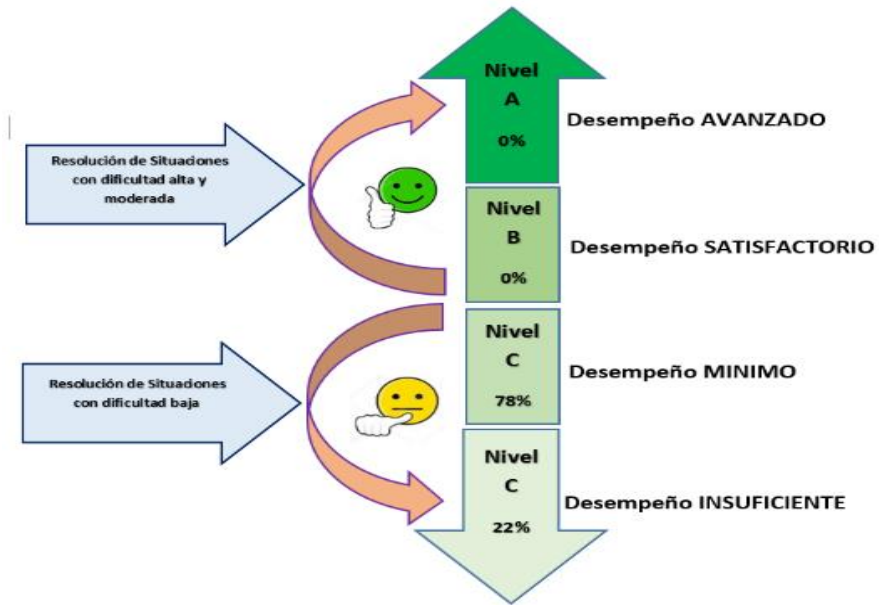 Nivel
A
0%
Desempeño AVANZADO
Resolución de Situaciones
con dificultad alta y
moderada
Nivel
B
0%
Desempeño SATISFACTORIO
Nivel
C
78%
Desempeño MINIMO
Resolución de Situaciones
con dificultad baja
Nivel
C
22%
Desempeño INSUFICIENTE